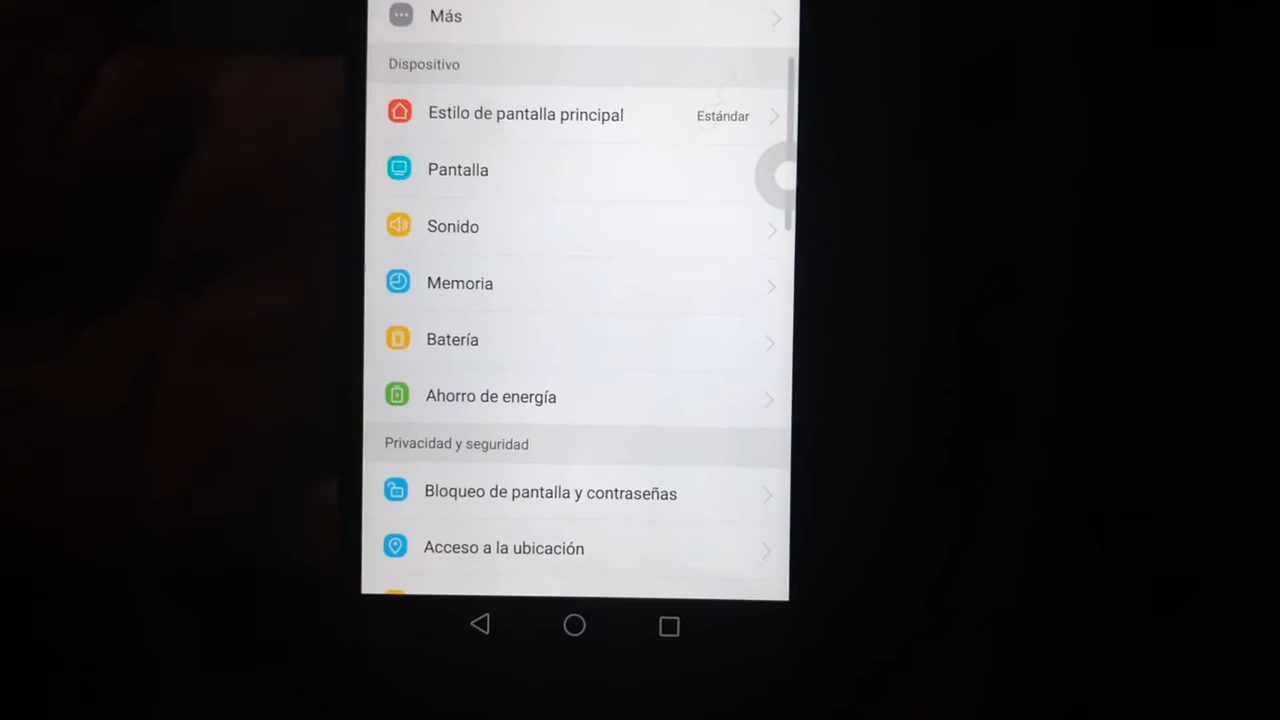 Más
Dispositivo
Estilo de pantalla principal Estándar
Pantalla
Sonido
Memoria
Batería
Ahorro de energía
Privacidad y seguridad
Bloqueo de pantalla y contraseñas
Acceso a la ubicación